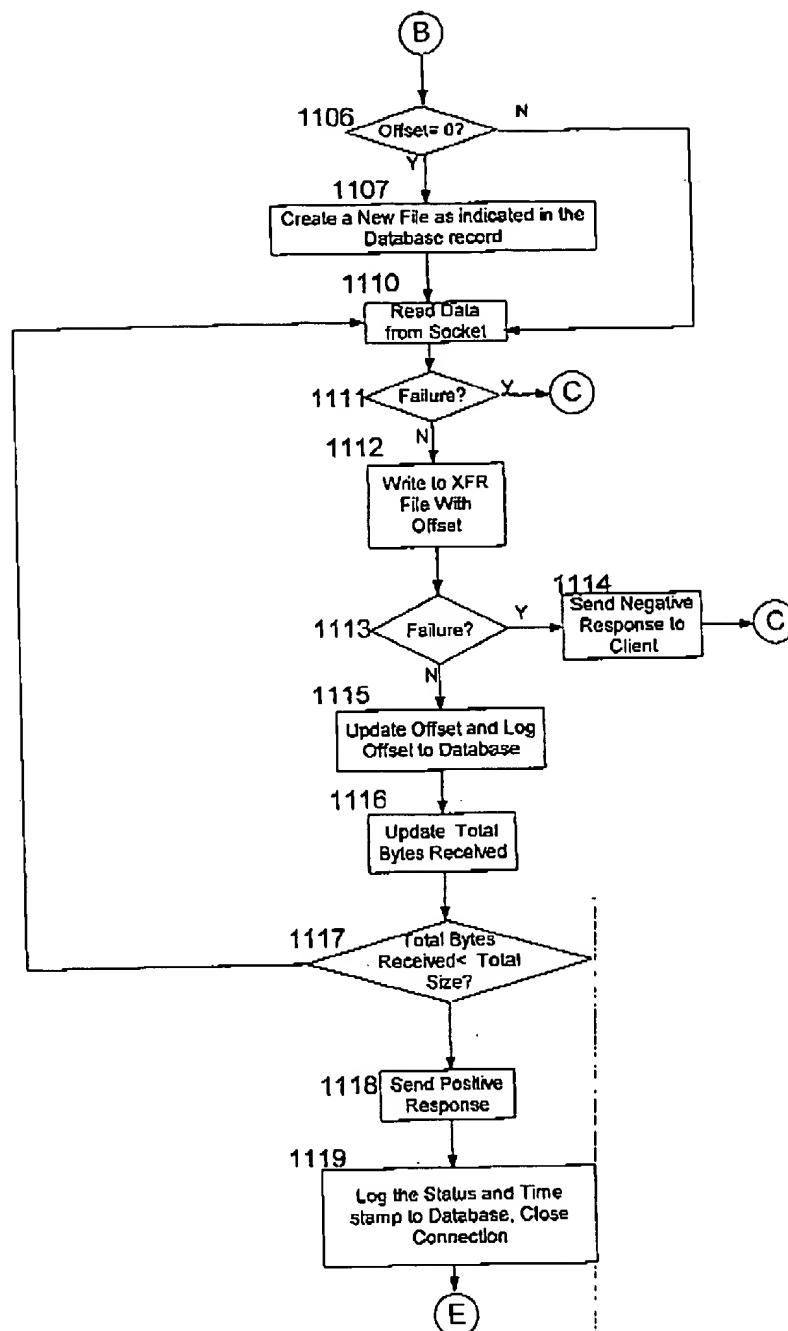 B
1106
Offset= 0?
N
Y
1107
Create a New File as indicated in the
Database record
1110
Read Data
from Socket
1111
Failure?
Y
C
N
1112
Write to XFR
File With
Offset
1113
Failure?
Y
1114
Send Negative
Response to
Client
C
N
1115
Update Offset and Log
Offset to Database
1116
Update Total
Bytes Received
1117
Total Bytes
Received< Total
Size?
1118
Send Positive
Response
1119
Log the Status and Time
stamp to Database, Close
Connection
E